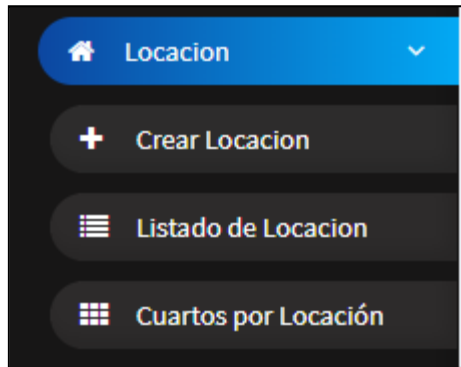 Locacion
Crear Locacion
Listado de Locacion
Cuartos por Locación